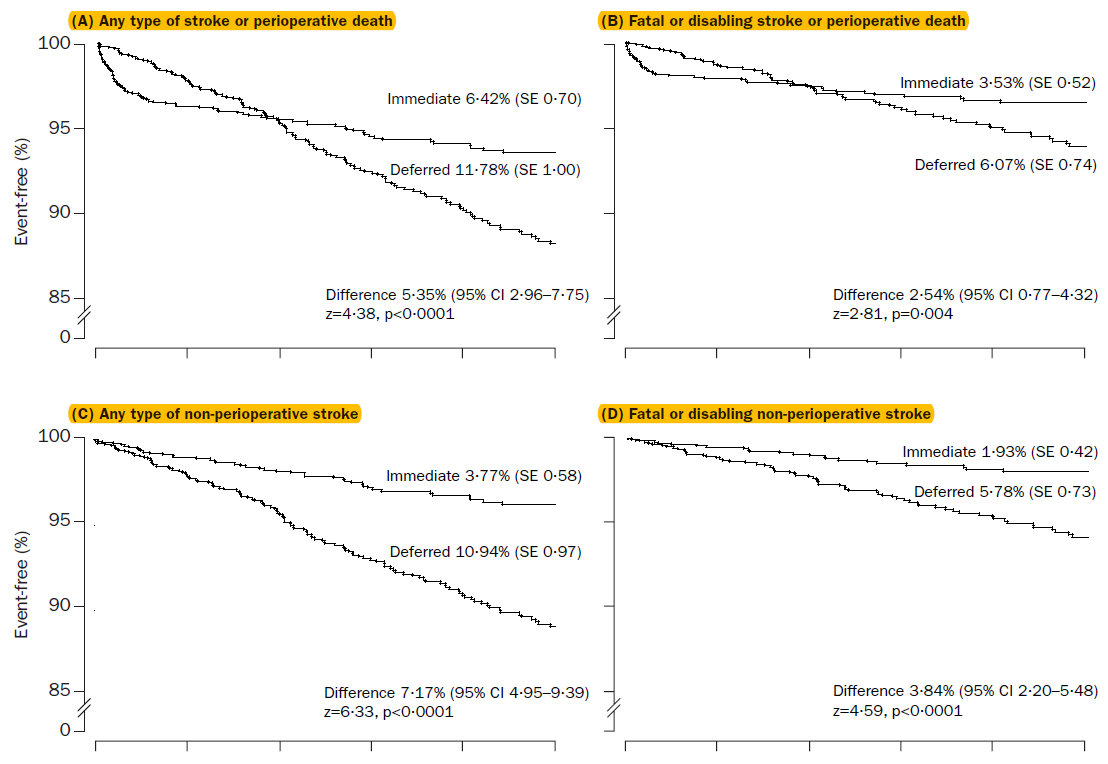 (A) Any type of stroke or perioperative death
(B) Fatal or disabling stroke or perioperative death
100
95
90
85
0
Event-free (%)
Immediate 6·42% (SE 0·70)
Deferred 11·78% (SE 1·00)
Difference 5·35% (95% CI 2·96–7·75)
z=4·38, p<0·0001
Immediate 3·53% (SE 0·52)
Deferred 6·07% (SE 0·74)
Difference 2·54% (95% CI 0·77–4·32)
z=2·81, p=0·004
(C) Any type of non-perioperative stroke
(D) Fatal or disabling non-perioperative stroke
100
95
90
85
0
Event-free (%)
Immediate 3·77% (SE 0·58)
Deferred 10·94% (SE 0·97)
Difference 7·17% (95% CI 4·95–9·39)
z=6·33, p<0·0001
Immediate 1·93% (SE 0·42)
Deferred 5·78% (SE 0·73)
Difference 3·84% (95% CI 2·20–5·48)
z=4·59, p<0·0001